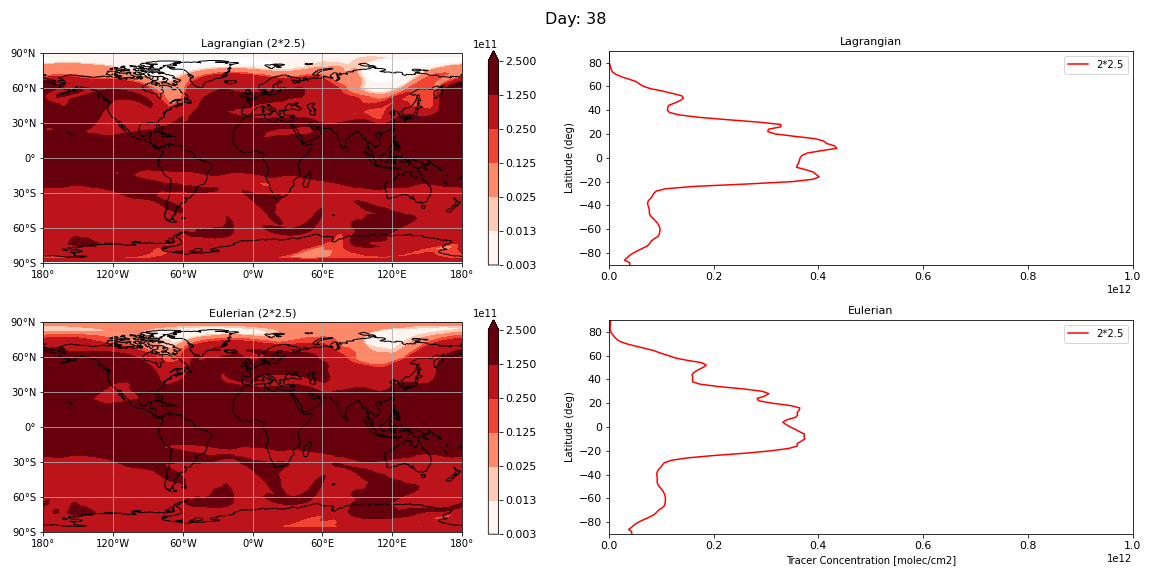 Day: 38
Lagrangian (2*2.5)
1e11
90°N
60°N
30°N
0°
30°S
60°S
90°S
180°
120°W
60°W
0°W
60°E
120°E
180°
2.500
1.250
0.250
0.125
0.025
0.013
0.003
Lagrangian
2*2.5
Latitude (deg)
80
60
40
20
0
−20
−40
−60
−80
0.0
0.2
0.4
0.6
0.8
1.0
1e12
Eulerian (2*2.5)
1e11
90°N
60°N
30°N
0°
30°S
60°S
90°S
180°
120°W
60°W
0°W
60°E
120°E
180°
2.500
1.250
0.250
0.125
0.025
0.013
0.003
Eulerian
2*2.5
Latitude (deg)
80
60
40
20
0
−20
−40
−60
−80
0.0
0.2
0.4
0.6
0.8
1.0
Tracer Concentration [molec/cm2]
1e12